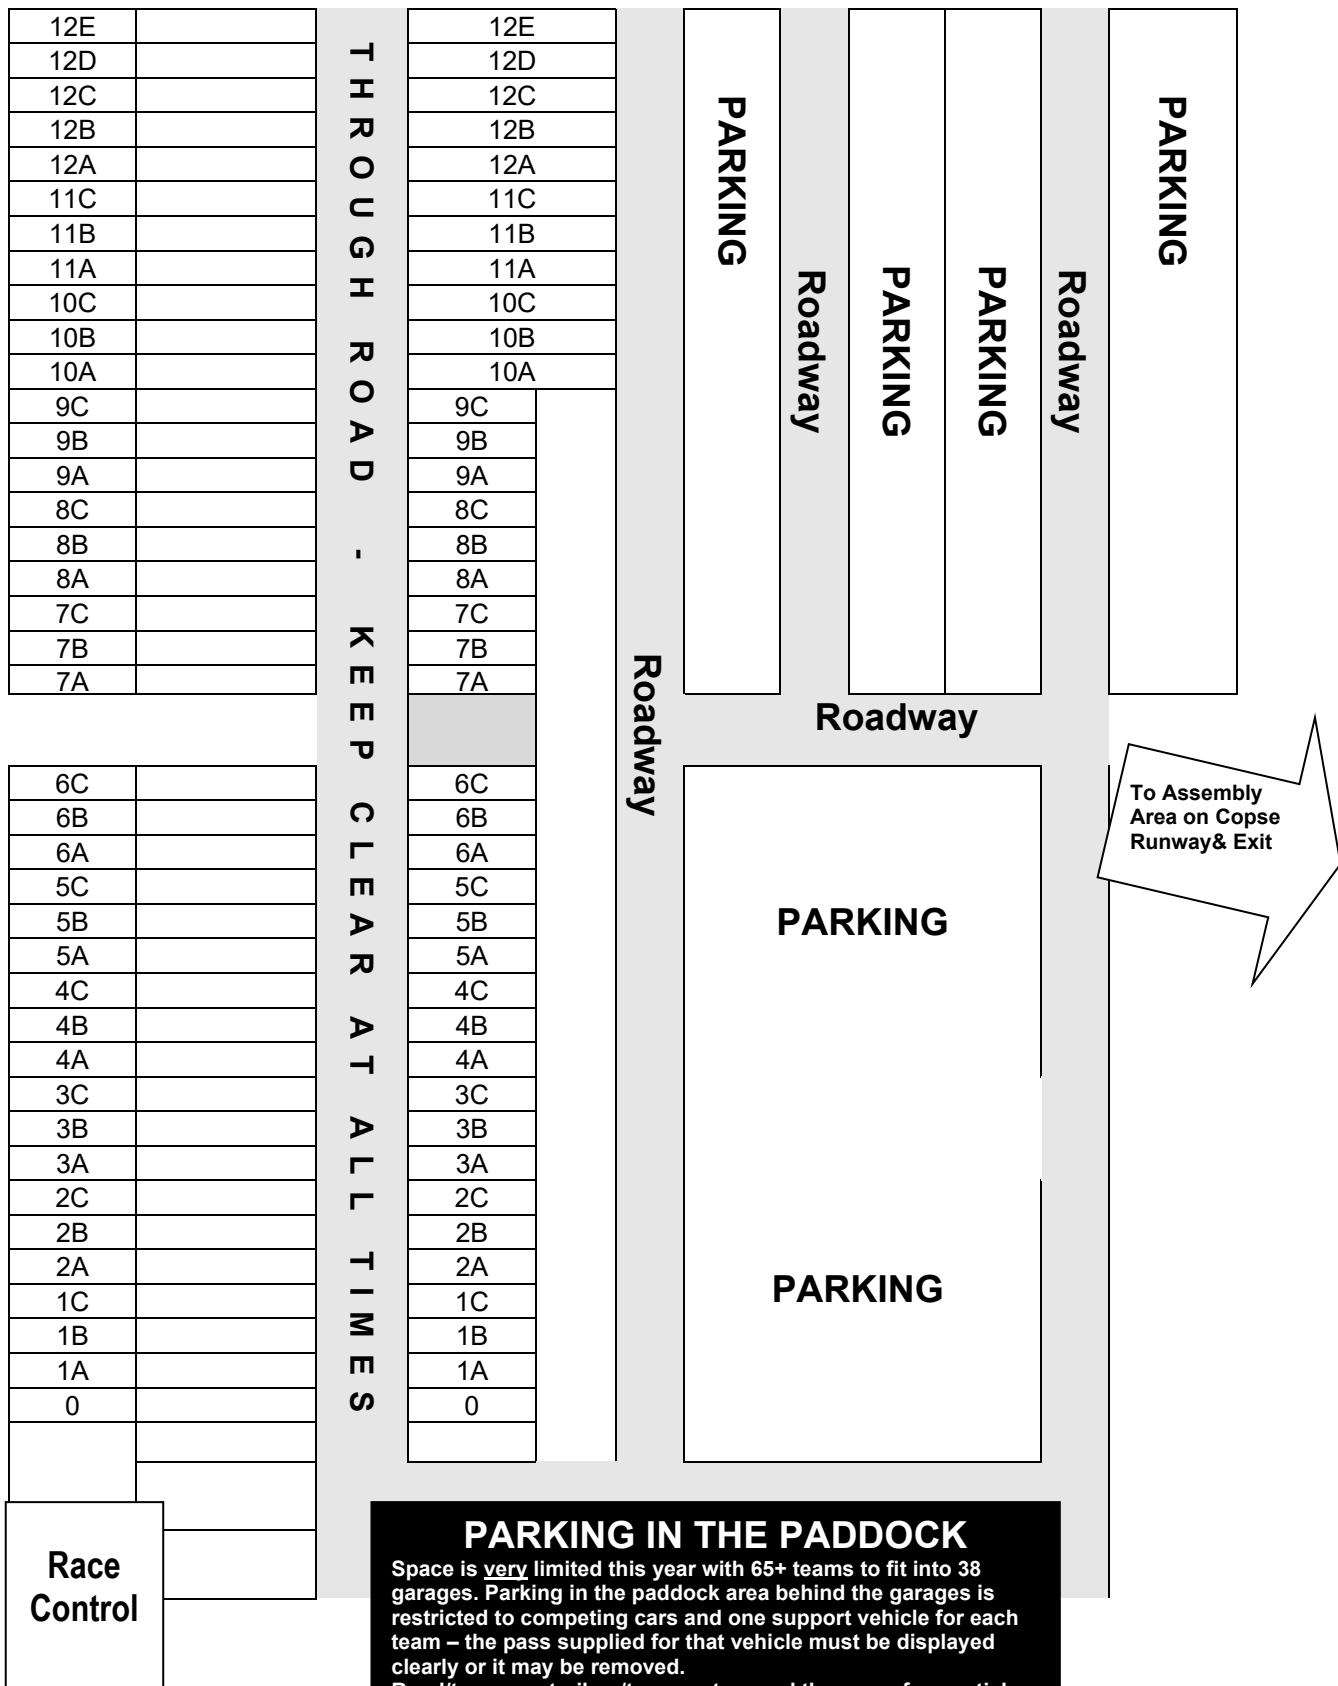 12E 12E
12D 12D
12C 12C
12B 12B
12A 12A
11C 11C
11B 11B
11A 11A
10C 10C
10B 10B
10A 10A
9C 9C
9B 9B
9A 9A
8C 8C
8B 8B
8A 8A
7C 7C
7B 7B
7A 7A
6C 6C
6B 6B
6A 6A
5C 5C
5B 5B
5A 5A
4C 4C
4B 4B
4A 4A
3C 3C
3B 3B
3A 3A
2C 2C
2B 2B
2A 2A
1C 1C
1B 1B
1A 1A
0 0
THROUGH ROAD - KEEP CLEAR AT ALL TIMES
Roadway
PARKING
Roadway
PARKING
PARKING
Roadway
PARKING
Roadway
To Assembly
Area on Copse
Runway& Exit
PARKING
PARKING
Race
Control
PARKING IN THE PADDOCK
Space is very limited this year with 65+ teams to fit into 38
garages. Parking in the paddock area behind the garages is
restricted to competing cars and one support vehicle for each
team – the pass supplied for that vehicle must be displayed
clearly or it may be removed.